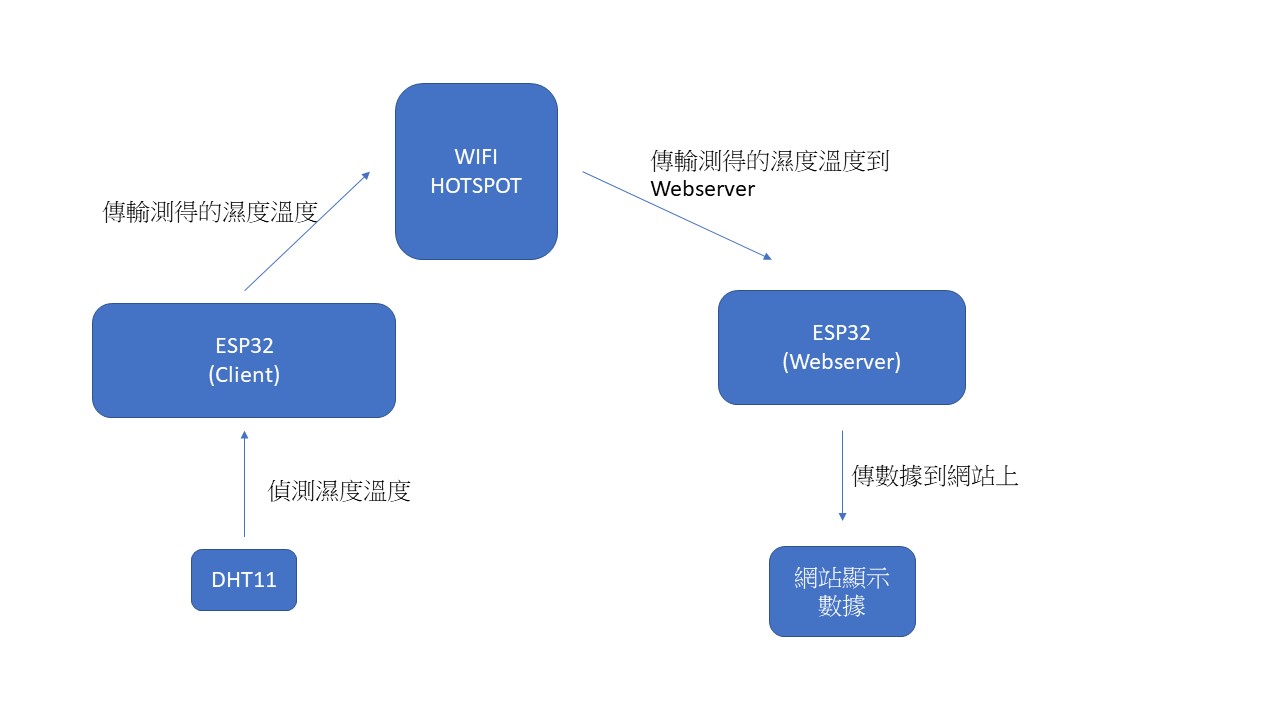 WIFI
HOTSPOT
傳輸測得的濕度溫度到
Webserver
傳輸測得的濕度溫度
ESP32
(Client)
ESP32
(Webserver)
偵測濕度溫度
傳數據到網站上
DHT11
網站顯示
數據